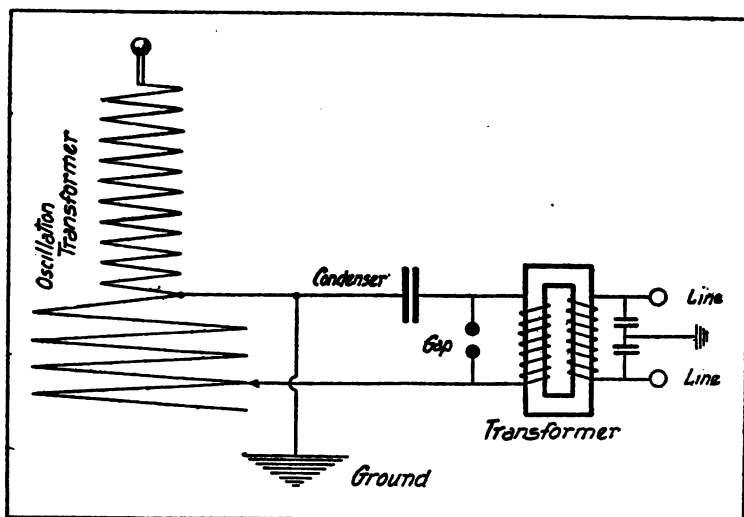 Oscillation
Transformer
Condenser
Gap
Line
Line
Transformer
Ground